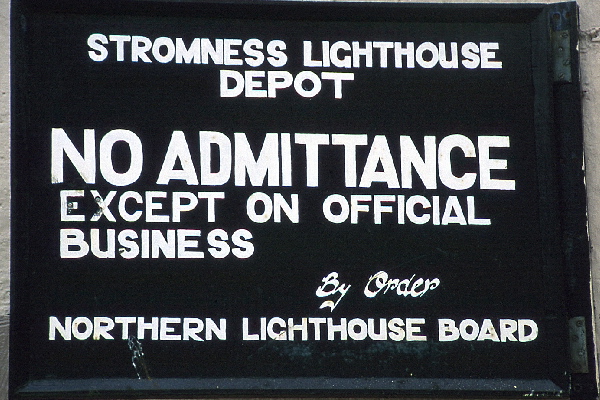 STROMNESS LIGHTHOUSE
DEPOT
NO ADMITTANCE
EXCEPT ON OFFICIAL
BUSINESS
By Order
NORTHERN LIGHTHOUSE BOARD